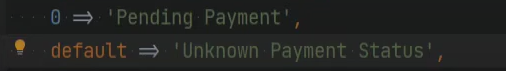 0 => 'Pending Payment',
default => 'Unknown Payment Status',